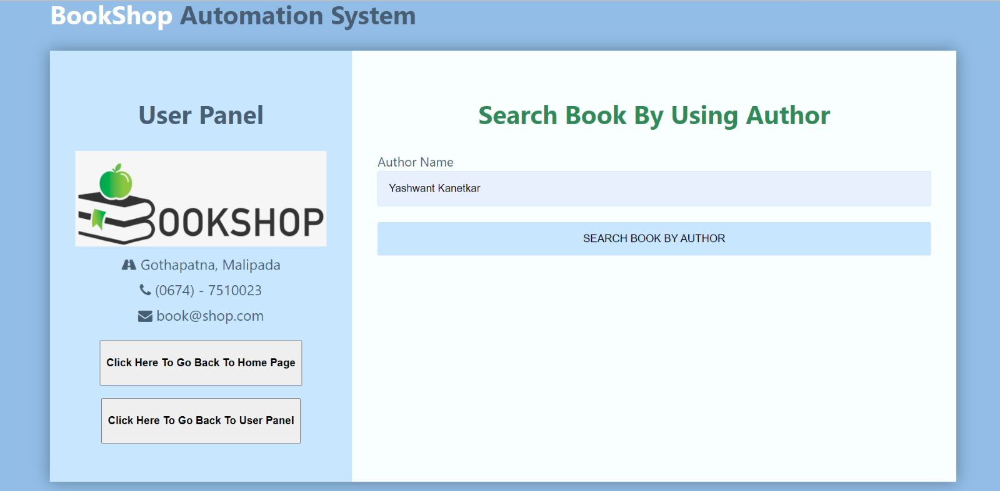 BookShop Automation System
User Panel
OOKSHOP
Gothapatna, Malipada
(0674) - 7510023
book@shop.com
Click Here To Go Back To Home Page
Click Here To Go Back To User Panel
Search Book By Using Author
Author Name
Yashwant Kanetkar
SEARCH BOOK BY AUTHOR